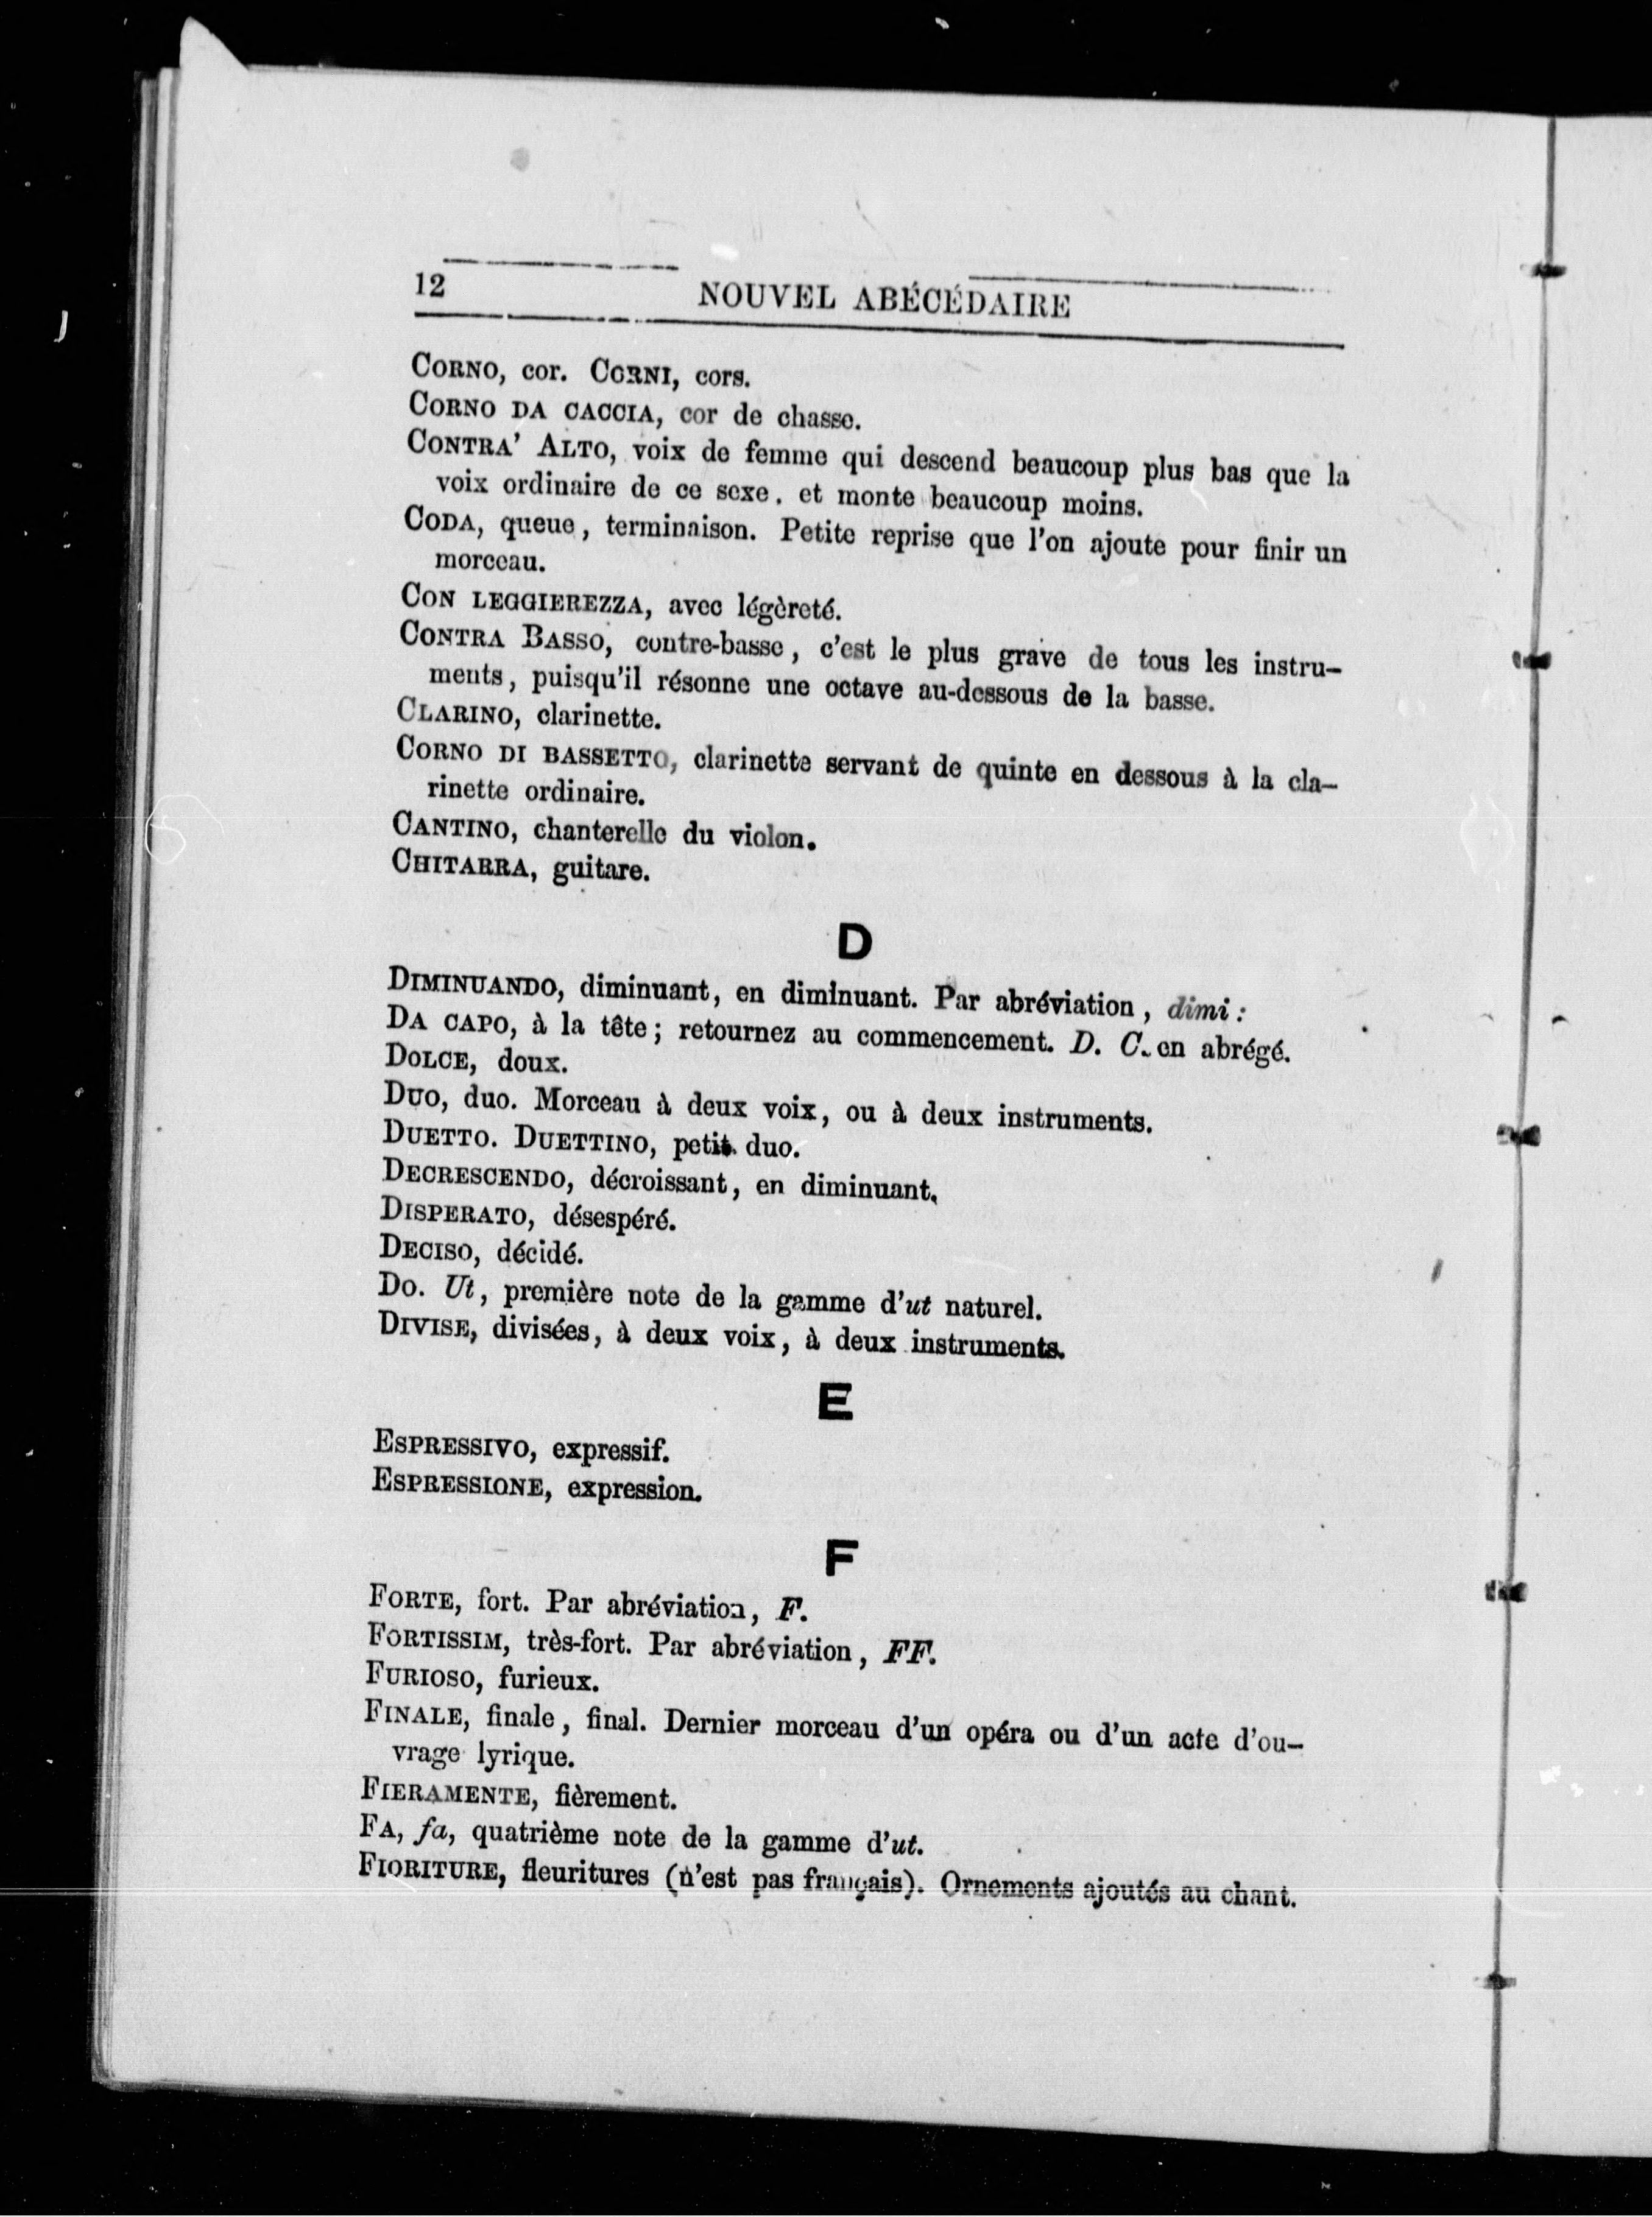 12 NOUVEL ABÉCÉDAIRE
CORNO, cor. CORNI, cors.
CORNO DA CACCIA, cor de chasse.
CONTRA' ALTO, voix de femme qui descend beaucoup plus bas que la
voix ordinaire de ce sexe, et monte beaucoup moins.
CODA, queue, terminaison. Petite reprise que l'on ajoute pour finir un
morceau.
CON LEGGIEREZZA, avec légèreté.
CONTRA BASSO, contre-basse, c'est le plus grave de tous les instru-
ments, puisqu'il résonne une octave au-dessous de la basse.
CLARINO, clarinette.
CORNO DI BASSETTO, clarinette servant de quinte en dessous à la cla-
rinette ordinaire.
CANTINO, chanterelle du violon.
CHITARRA, guitare.
D
DIMINUANDO, diminuant, en diminuant. Par abréviation, dimi:
DA CAPO, à la tête; retournez au commencement. D. C. en abrégé.
DOLCE, doux.
DUO, duo. Morceau à deux voix, ou à deux instruments.
DUETTO. DUETTINO, petit duo.
DECRESCENDO, décroissant, en diminuant.
DISPERATO, désespéré.
DECISO, décidé.
DO. Ut, première note de la gamme d'ut naturel.
DIVISE, divisées, à deux voix, à deux instruments.
E
ESPRESSIVO, expressif.
ESPRESSIONE, expression.
F
FORTE, fort. Par abréviation, F.
FORTISSIM, très-fort. Par abréviation, FF.
FURIOSO, furieux.
FINALE, finale, final. Dernier morceau d'un opéra ou d'un acte d'ou-
vrage lyrique.
FIERAMENTE, fièrement.
FA, fa, quatrième note de la gamme d'ut.
FIORITURE, fleuritures (n'est pas français). Ornements ajoutés au chant.